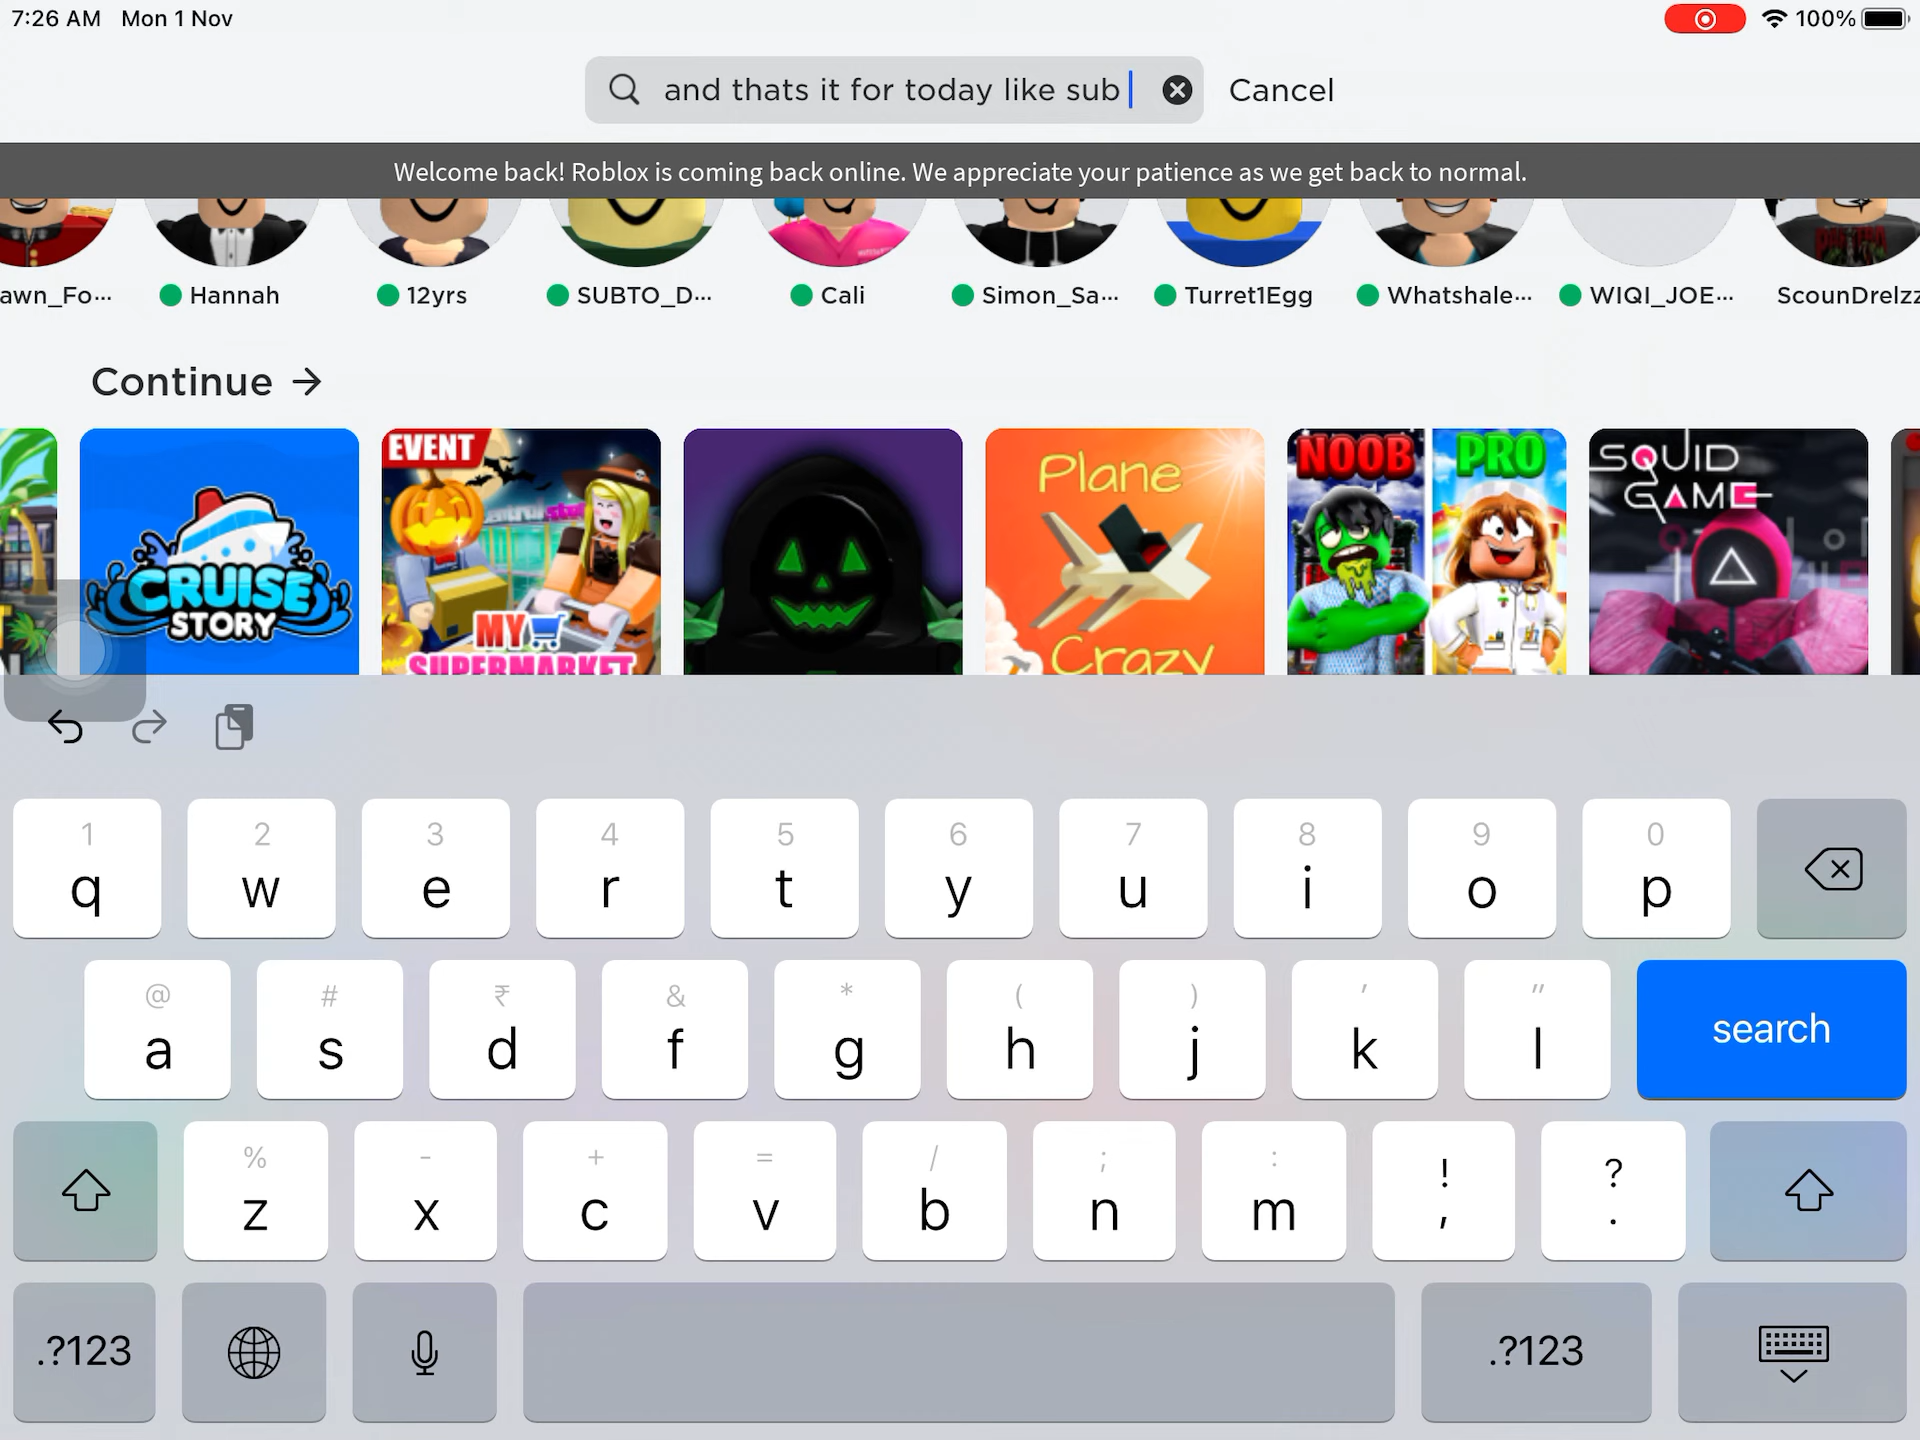 7:26 AM Mon 1 Nov 100%
and thats it for today like sub Cancel
Welcome back! Roblox is coming back online. We appreciate your patience as we get back to normal.
awn_Fo... Hannah 12yrs SUBTO_D... Cali Simon_Sa... Turret1Egg Whatshale... WIQI_JOE... ScounDrelzz
Continue →
CRUISE
STORY
EVENT
MY
SUPERMARKET
Plane
Crazy
NOOB PRO
SQUID
GAME
1 2 3 4 5 6 7 8 9 0
q w e r t y u i o p
@ # ₹ & * ( ) ' "
a s d f g h j k l search
% - + = / ; : ! ?
z x c v b n m , .
.?123 .?123